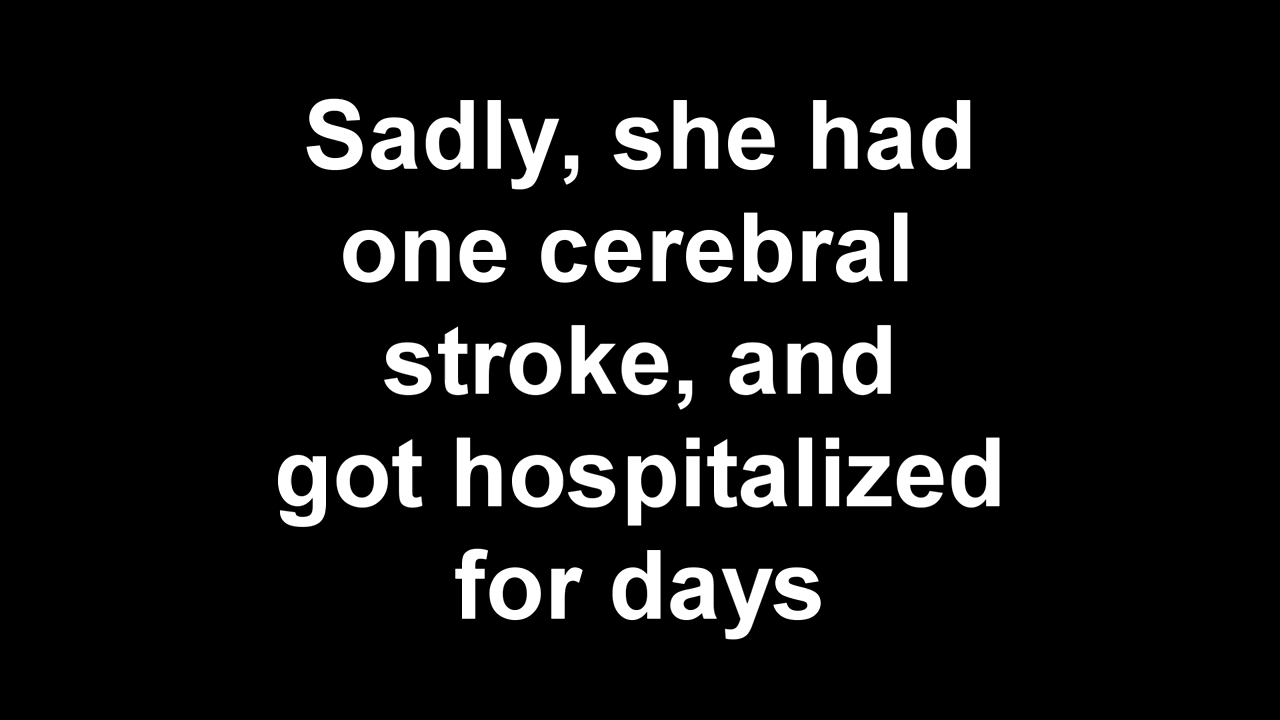 Sadly, she had
one cerebral
stroke, and
got hospitalized
for days